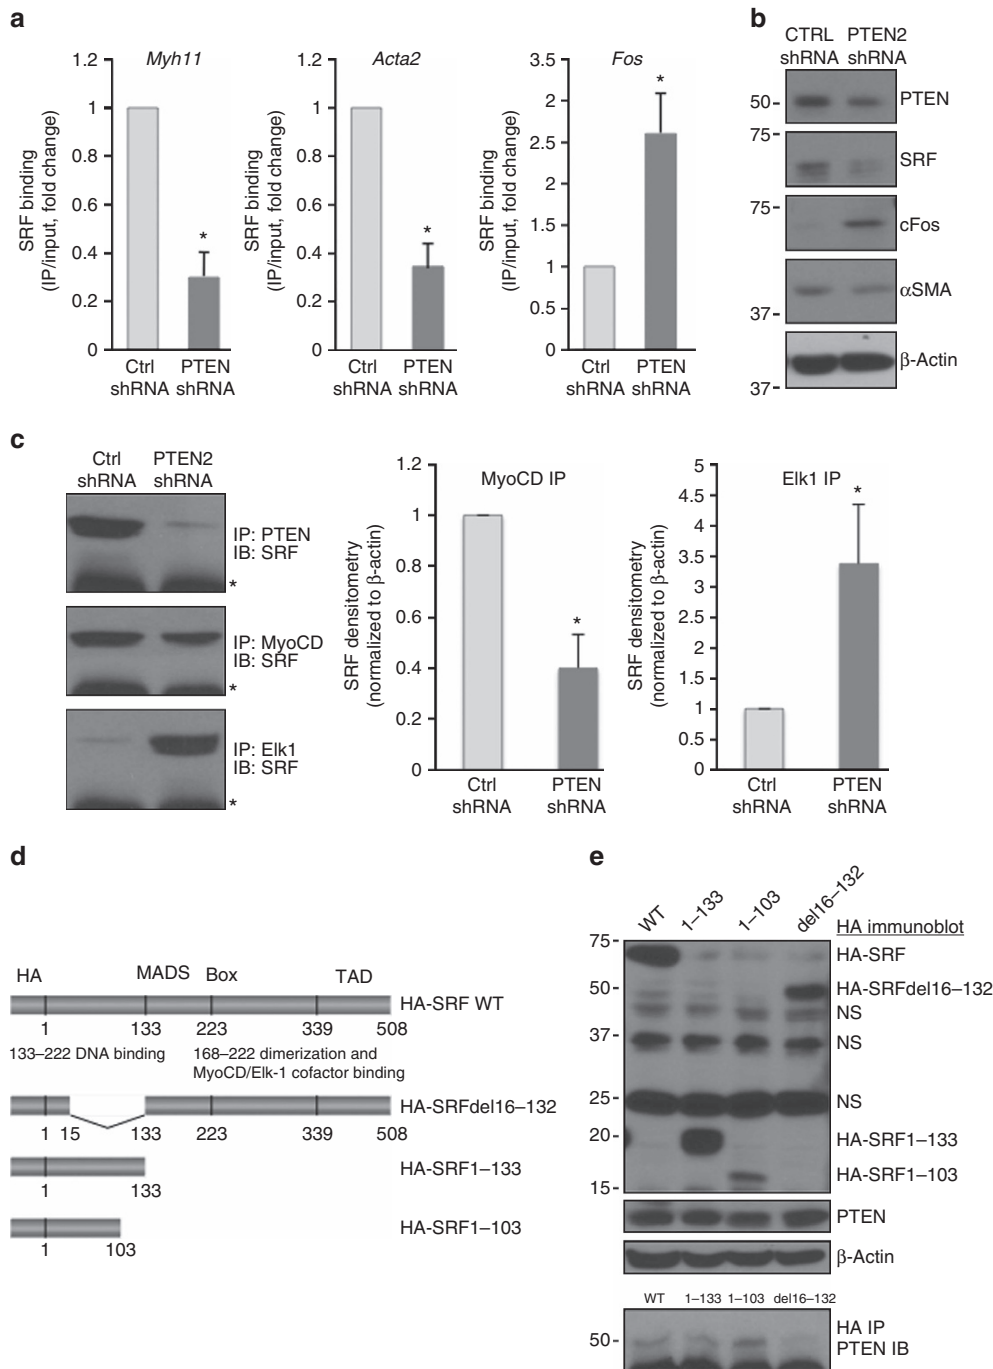 a
Myh11
SRF binding
(IP/input, fold change)
1.2
1
0.8
0.6
0.4
0.2
0
*
Ctrl
shRNA
PTEN
shRNA
Acta2
SRF binding
(IP/input, fold change)
1.2
1
0.8
0.6
0.4
0.2
0
*
Ctrl
shRNA
PTEN
shRNA
Fos
SRF binding
(IP/input, fold change)
3.5
2
2.5
2
1.5
1
0.5
0
*
Ctrl
shRNA
PTEN
shRNA
b
CTRL
shRNA
PTEN2
shRNA
50
PTEN
75
SRF
75
cFos
αSMA
37
β-Actin
37
c
Ctrl
shRNA
PTEN2
shRNA
IP: PTEN
IB: SRF
*
IP: MyoCD
IB: SRF
*
IP: Elk1
IB: SRF
*
MyoCD IP
SRF densitometry
(normalized to β-actin)
1.2
1
0.8
0.6
0.4
0.2
0
*
Ctrl
shRNA
PTEN
shRNA
Elk1 IP
SRF densitometry
(normalized to β-actin)
5
4.5
4
3.5
3
2.5
2
1.5
1
0.5
0
*
Ctrl
shRNA
PTEN
shRNA
d
HA MADS Box TAD
HA-SRF WT
1 133 223 339 508
133–222 DNA binding
168–222 dimerization and
MyoCD/Elk-1 cofactor binding
HA-SRFdel16–132
1 15 133 223 339 508
HA-SRF1–133
1 133
HA-SRF1–103
1 103
e
WT 1–133 1–103 del16–132
HA immunoblot
75
HA-SRF
50
HA-SRFdel16–132
NS
37
NS
25
NS
20
HA-SRF1–133
HA-SRF1–103
15
PTEN
β-Actin
WT 1–133 1–103 del16–132
50
HA IP
PTEN IB